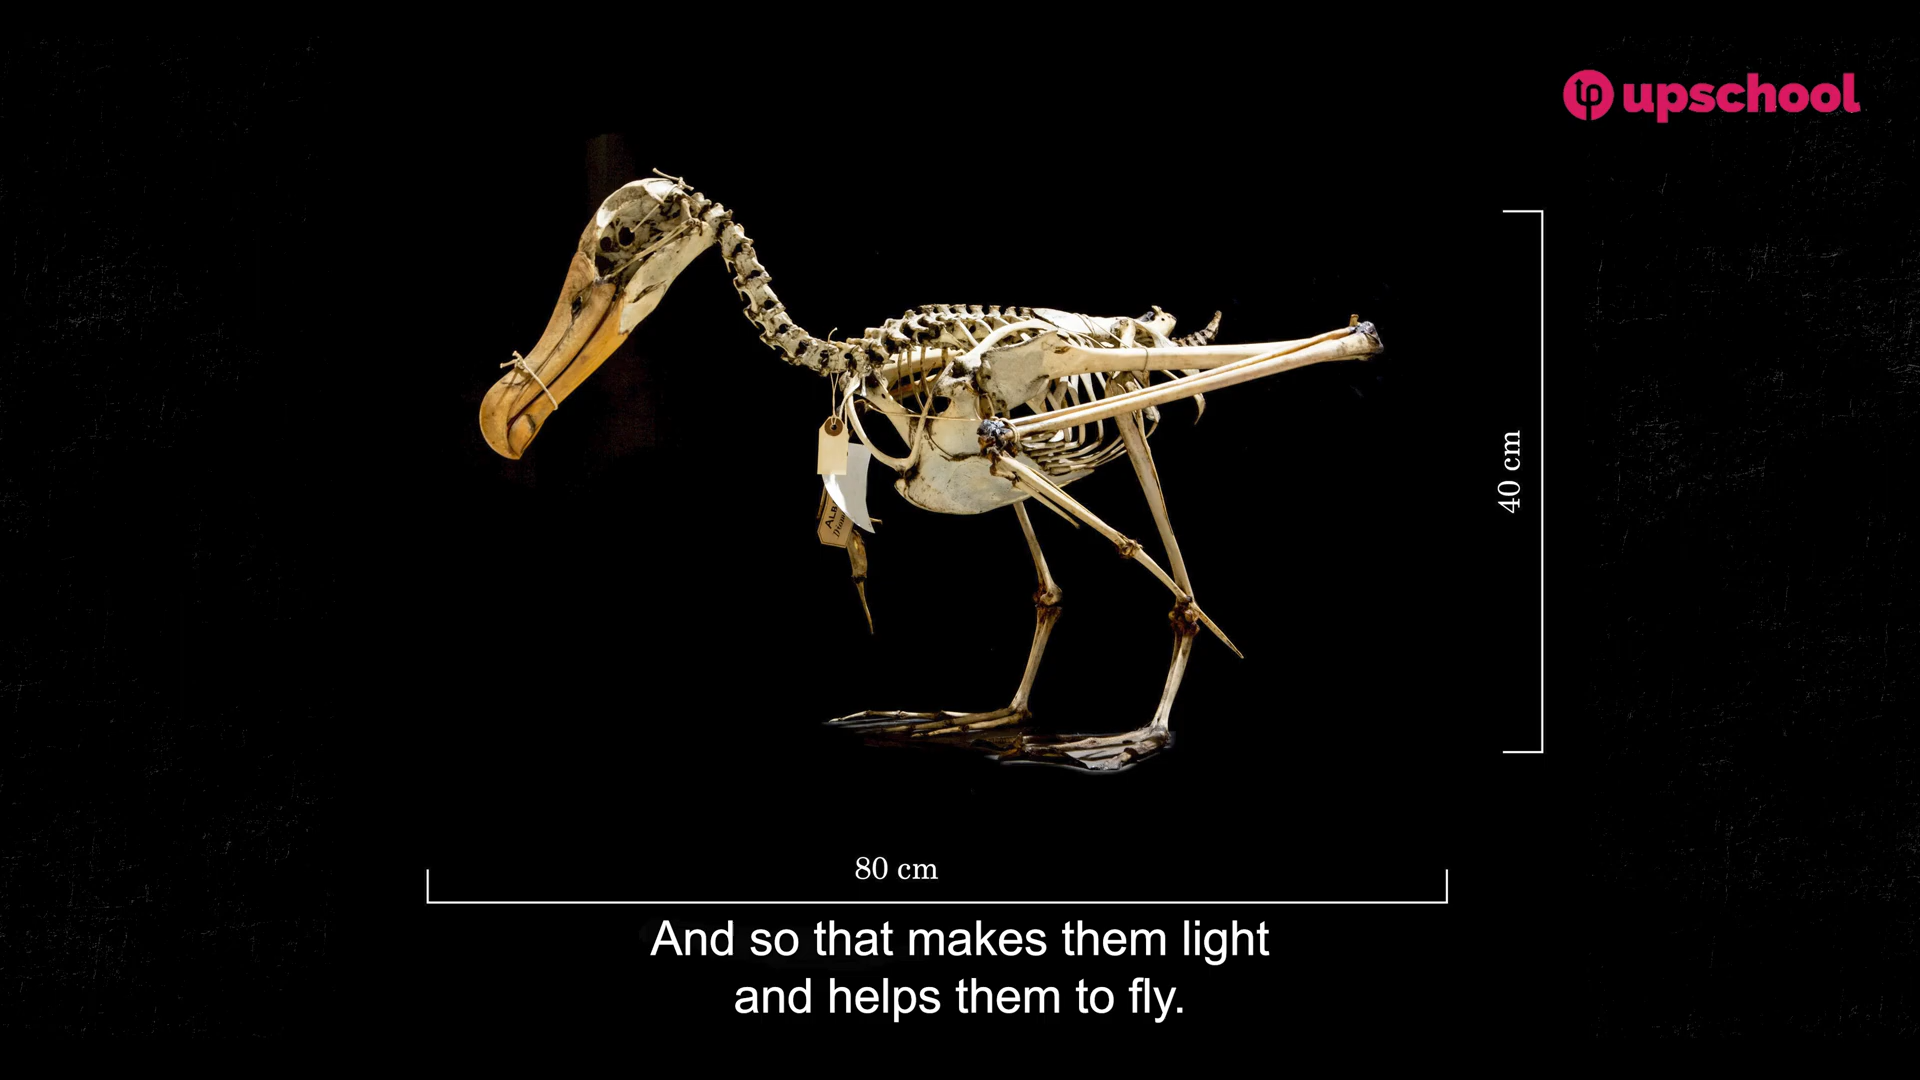 upschool
40 cm
80 cm
And so that makes them light
and helps them to fly.